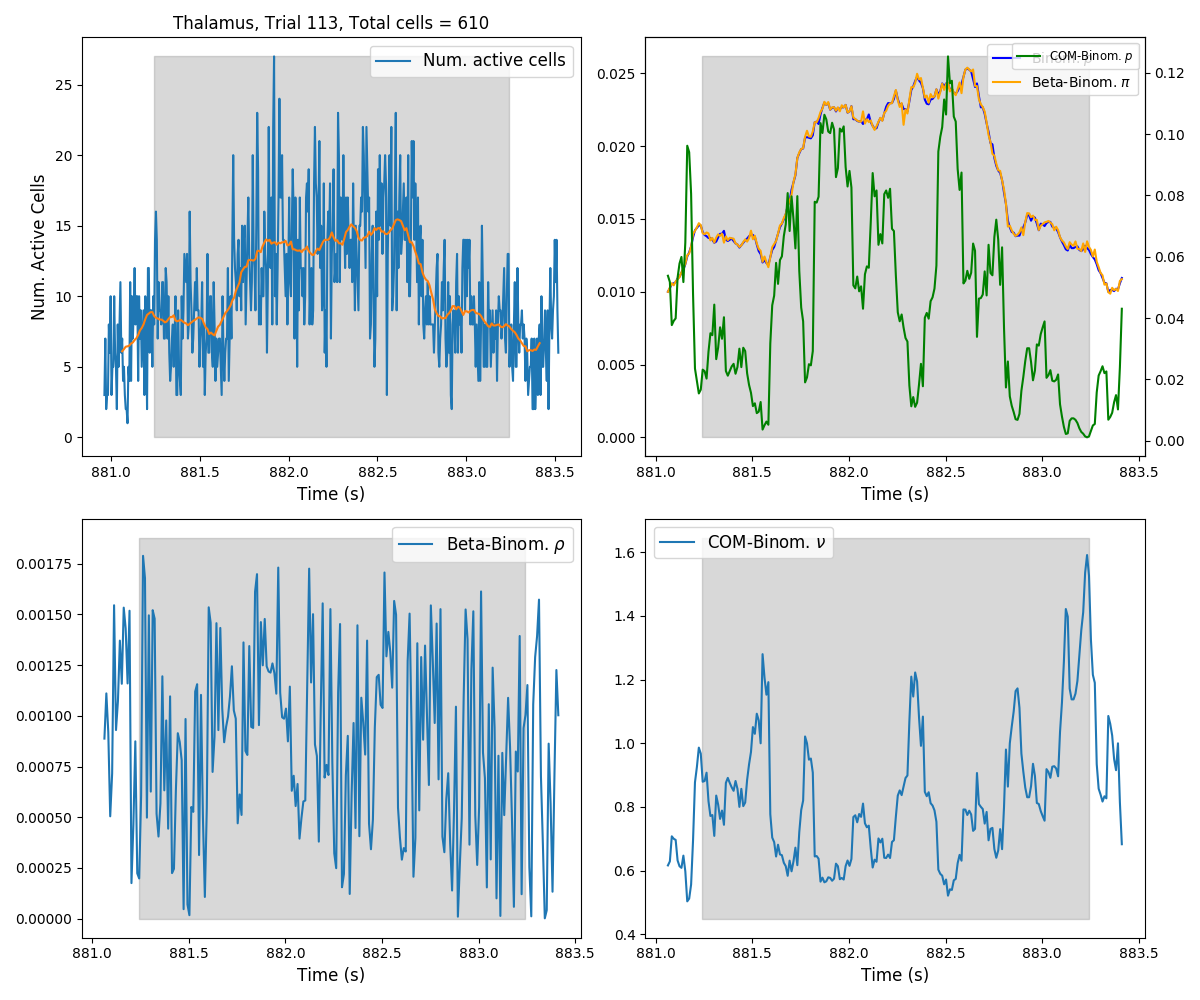 Thalamus, Trial 113, Total cells = 610
Num. active cells
Num. Active Cells
25
20
15
10
5
0
881.0 881.5 882.0 882.5 883.0 883.5
Time (s)
COM-Binom. p
Beta-Binom. π
0.025
0.020
0.015
0.010
0.005
0.000
0.12
0.10
0.08
0.06
0.04
0.02
0.00
881.0 881.5 882.0 882.5 883.0 883.5
Time (s)
Beta-Binom. ρ
0.00175
0.00150
0.00125
0.00100
0.00075
0.00050
0.00025
0.00000
881.0 881.5 882.0 882.5 883.0 883.5
Time (s)
COM-Binom. ν
1.6
1.4
1.2
1.0
0.8
0.6
0.4
881.0 881.5 882.0 882.5 883.0 883.5
Time (s)